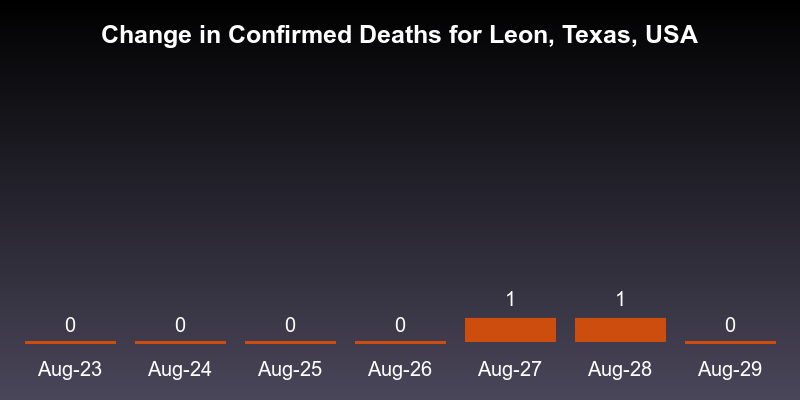 Change in Confirmed Deaths for Leon, Texas, USA
0 0 0 0 1 1 0
Aug-23 Aug-24 Aug-25 Aug-26 Aug-27 Aug-28 Aug-29